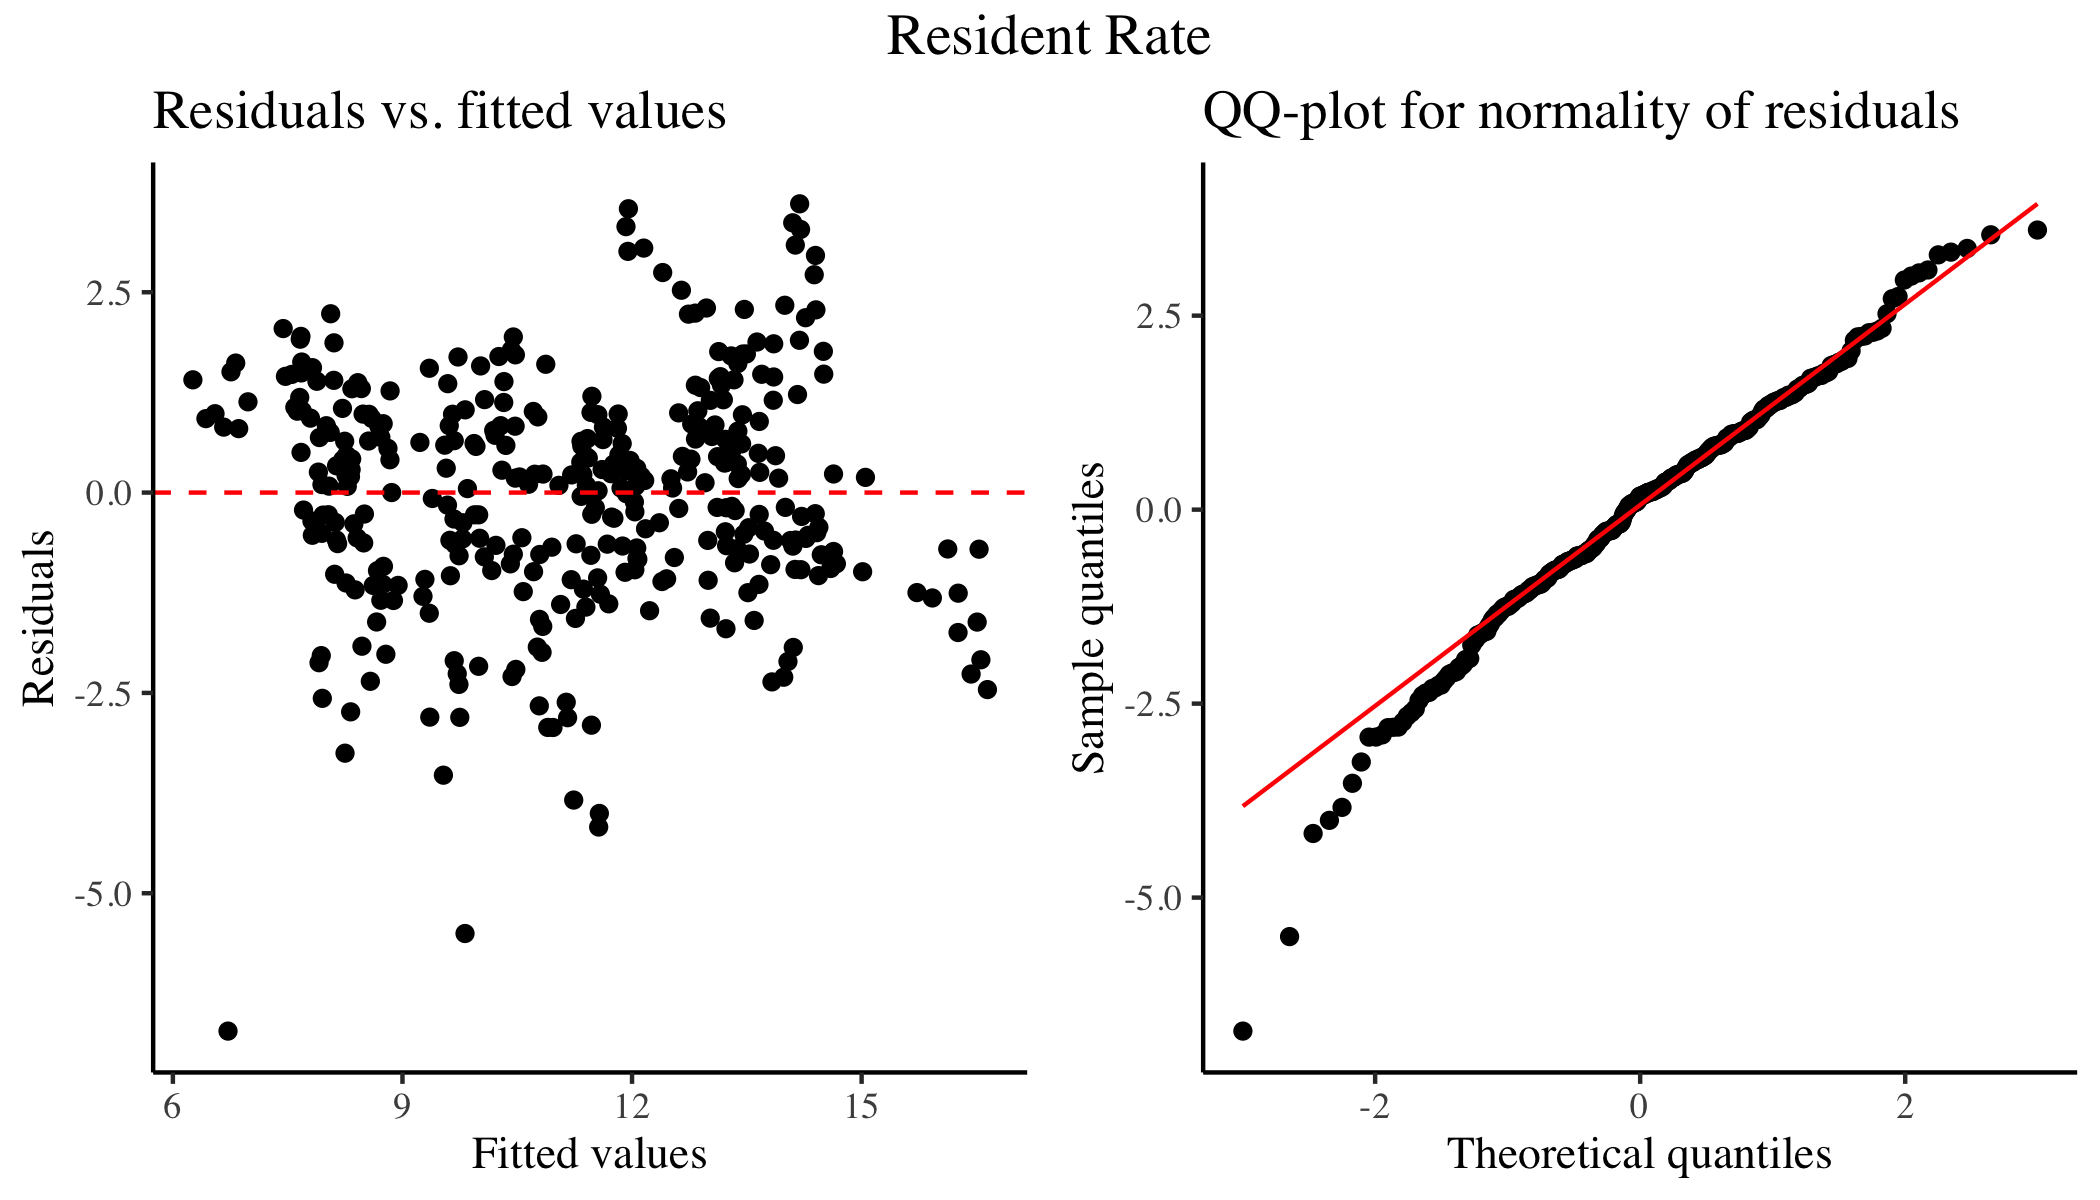 Resident Rate
Residuals vs. fitted values
Residuals
2.5
0.0
-2.5
-5.0
6
9
12
15
Fitted values
QQ-plot for normality of residuals
Sample quantiles
2.5
0.0
-2.5
-5.0
-2
0
2
Theoretical quantiles